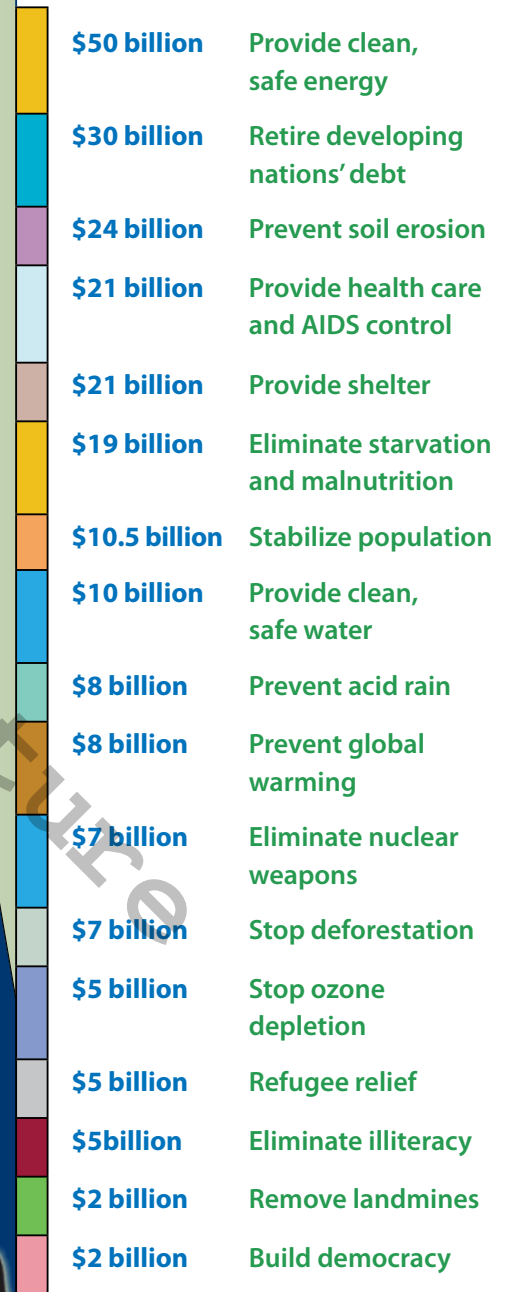 $50 billion Provide clean,
safe energy
$30 billion Retire developing
nations’ debt
$24 billion Prevent soil erosion
$21 billion Provide health care
and AIDS control
$21 billion Provide shelter
$19 billion Eliminate starvation
and malnutrition
$10.5 billion Stabilize population
$10 billion Provide clean,
safe water
$8 billion Prevent acid rain
$8 billion Prevent global
warming
$7 billion Eliminate nuclear
weapons
$7 billion Stop deforestation
$5 billion Stop ozone
depletion
$5 billion Refugee relief
$5billion Eliminate illiteracy
$2 billion Remove landmines
$2 billion Build democracy
ture